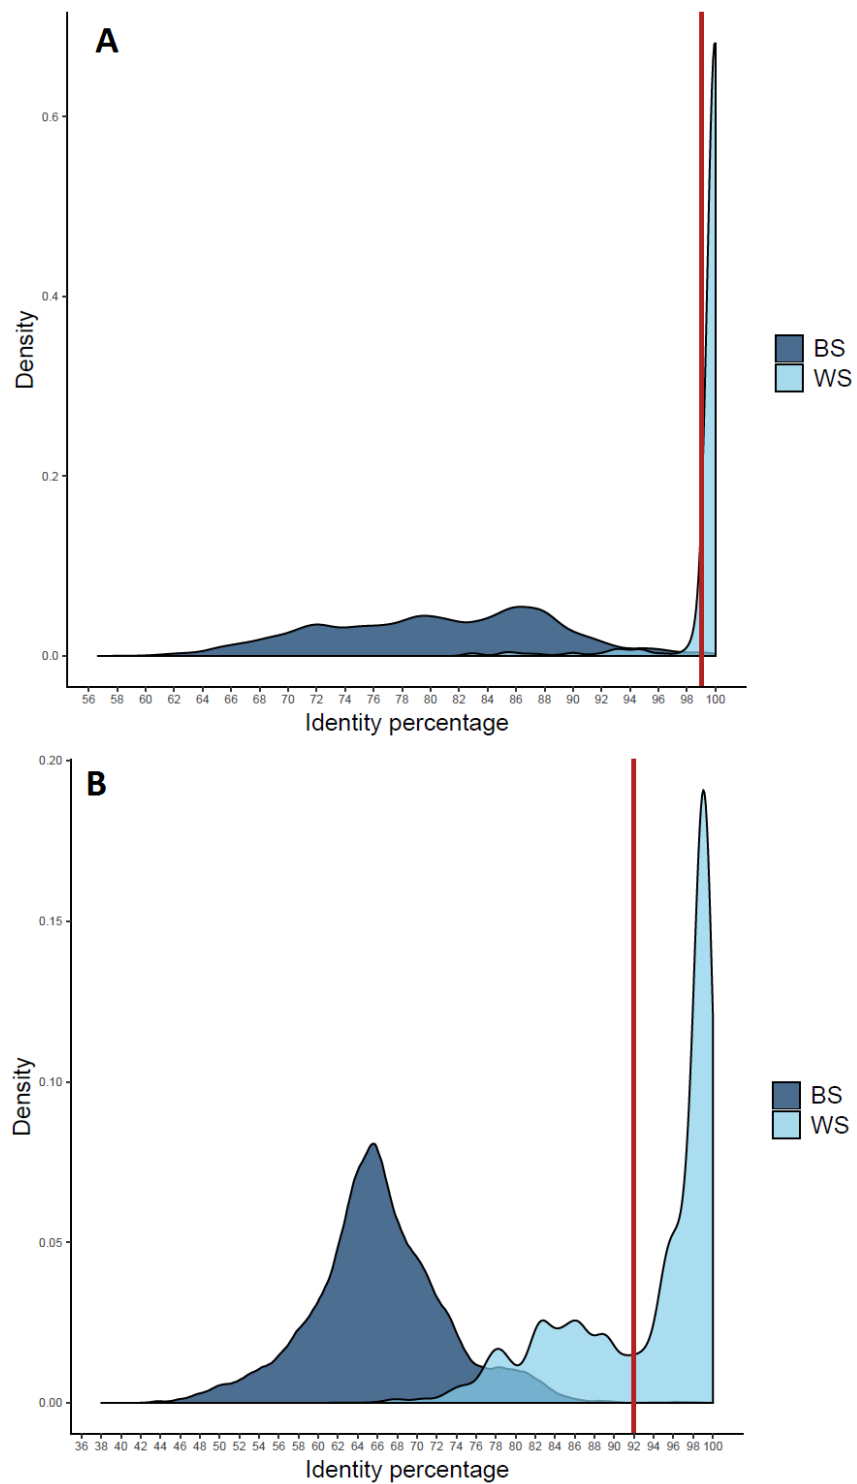 A
0.6
0.4
0.2
0.0
Density
BS
WS
56 58 60 62 64 66 68 70 72 74 76 78 80 82 84 86 88 90 92 94 96 98 100
Identity percentage
B
0.20
0.15
0.10
0.05
0.00
Density
BS
WS
36 38 40 42 44 46 48 50 52 54 56 58 60 62 64 66 68 70 72 74 76 78 80 82 84 86 88 90 92 94 96 98 100
Identity percentage